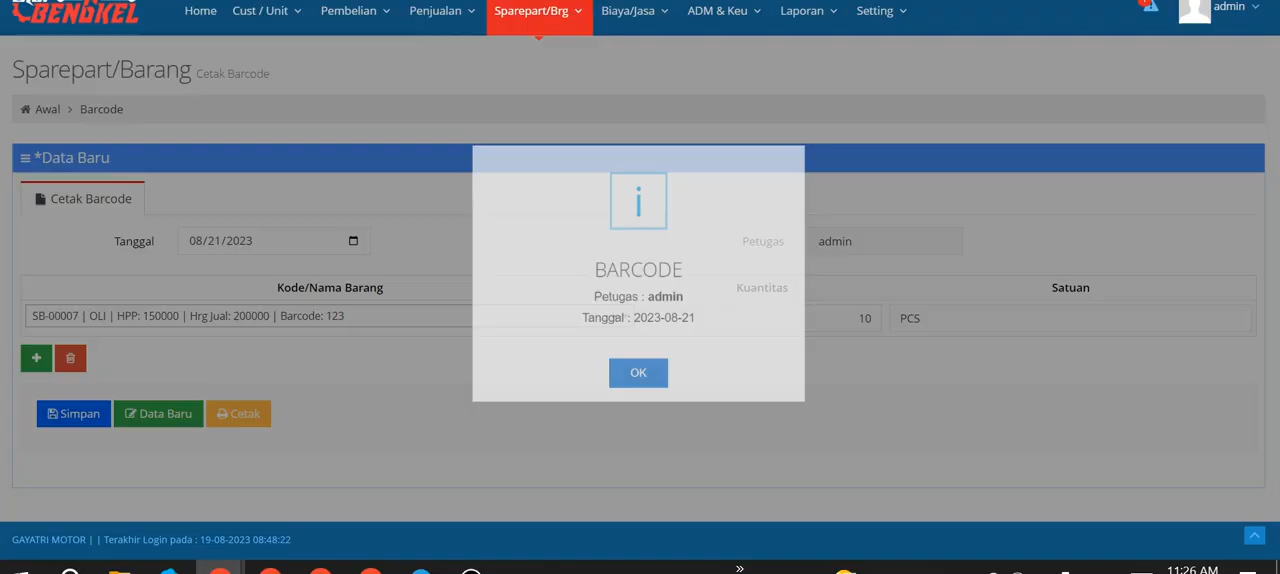 BENGKEL
Home Cust / Unit Pembelian Penjualan Sparepart/Brg Biaya/Jasa ADM & Keu Laporan Setting admin
Sparepart/Barang Cetak Barcode
Awal > Barcode
*Data Baru
Cetak Barcode
Tanggal 08/21/2023 Petugas admin
Kode/Nama Barang Kuantitas Satuan
SB-00007 | OLI | HPP: 150000 | Hrg Jual: 200000 | Barcode: 123 10 PCS
Simpan Data Baru Cetak
i
BARCODE
Petugas : admin
Tanggal : 2023-08-21
OK
GAYATRI MOTOR | | Terakhir Login pada : 19-08-2023 08:48:22
11:26 AM